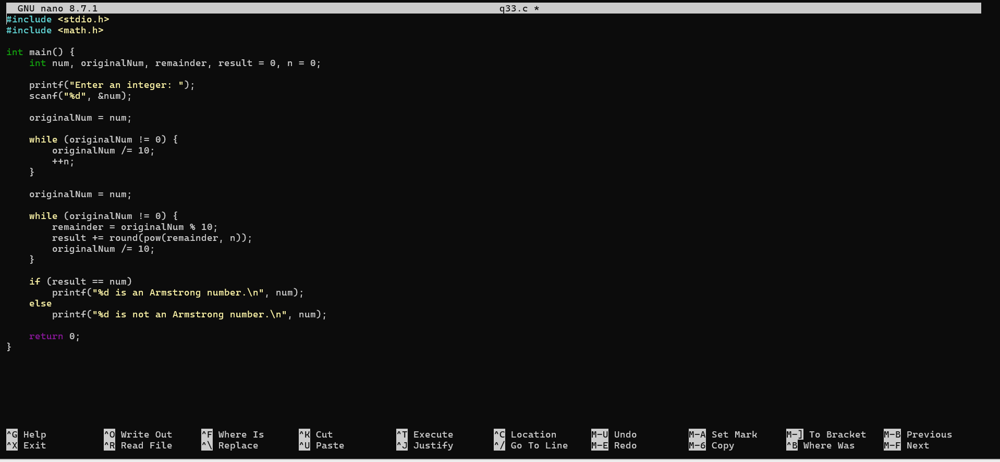 GNU nano 8.7.1 q33.c *
#include <stdio.h>
#include <math.h>

int main() {
    int num, originalNum, remainder, result = 0, n = 0;

    printf("Enter an integer: ");
    scanf("%d", &num);

    originalNum = num;

    while (originalNum != 0) {
        originalNum /= 10;
        ++n;
    }

    originalNum = num;

    while (originalNum != 0) {
        remainder = originalNum % 10;
        result += round(pow(remainder, n));
        originalNum /= 10;
    }

    if (result == num)
        printf("%d is an Armstrong number.\n", num);
    else
        printf("%d is not an Armstrong number.\n", num);

    return 0;
}
^G Help ^O Write Out ^F Where Is ^K Cut ^T Execute ^C Location M-U Undo M-A Set Mark M-] To Bracket M-B Previous
^X Exit ^R Read File ^\ Replace ^U Paste ^J Justify ^/ Go To Line M-E Redo M-6 Copy ^B Where Was M-F Next